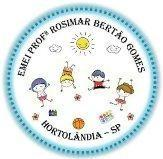 EMEI PROFª ROSIMAR BERTÃO GOMES
HORTOLÂNDIA - SP